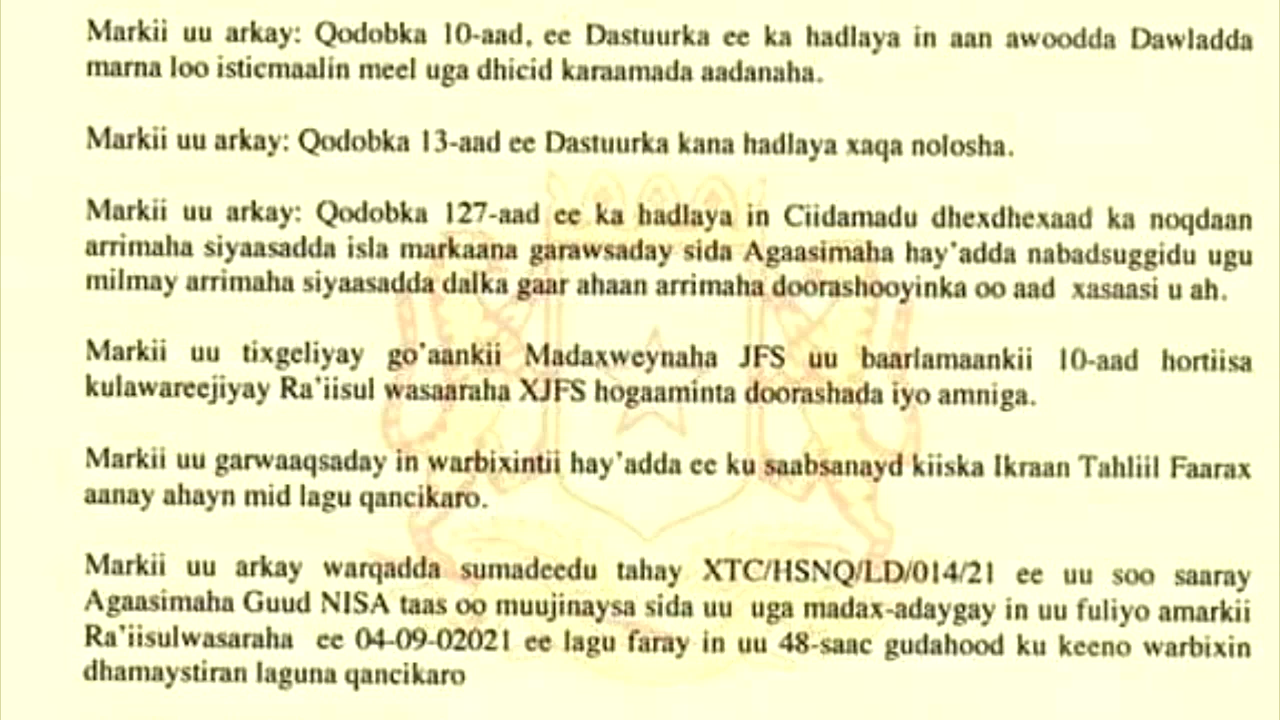 Markii uu arkay: Qodobka 10-aad, ee Dastuurka ee ka hadlaya in aan awoodda Dawladda
marna loo isticmaalin meel uga dhicid karaamada aadanaha.
Markii uu arkay: Qodobka 13-aad ee Dastuurka kana hadlaya xaqa nolosha.
Markii uu arkay: Qodobka 127-aad ee ka hadlaya in Ciidamadu dhexdhexaad ka noqdaan
arrimaha siyaasadda isla markaana garawsaday sida Agaasimaha hay'adda nabadsuggidu ugu
milmay arrimaha siyaasadda dalka gaar ahaan arrimaha doorashooyinka oo aad xasaasi u ah.
Markii uu tixgeliyay go'aankii Madaxweynaha JFS uu baarlamaankii 10-aad hortiisa
kulawareejiyay Ra'iisul wasaaraha XJFS hogaaminta doorashada iyo amniga.
Markii uu garwaaqsaday in warbixintii hay'adda ee ku saabsanayd kiiska Ikraan Tahliil Faarax
aanay ahayn mid lagu qancikaro.
Markii uu arkay warqadda sumadeedu tahay XTC/HSNQ/LD/014/21 ee uu soo saaray
Agaasimaha Guud NISA taas oo muujinaysa sida uu uga madax-adaygay in uu fuliyo amarkii
Ra'iisulwasaraha ee 04-09-02021 ee lagu faray in uu 48-saac gudahood ku keeno warbixin
dhamaystiran laguna qancikaro